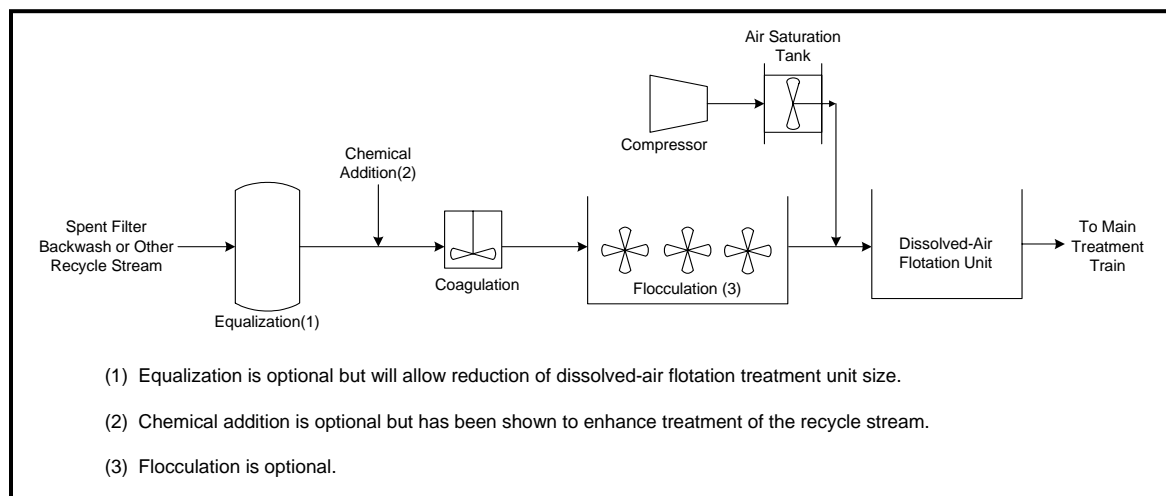 Air Saturation
Tank
Compressor
Chemical
Addition(2)
Spent Filter
Backwash or Other
Recycle Stream
Equalization(1)
Coagulation
Flocculation (3)
Dissolved-Air
Flotation Unit
To Main
Treatment
Train
(1) Equalization is optional but will allow reduction of dissolved-air flotation treatment unit size.
(2) Chemical addition is optional but has been shown to enhance treatment of the recycle stream.
(3) Flocculation is optional.